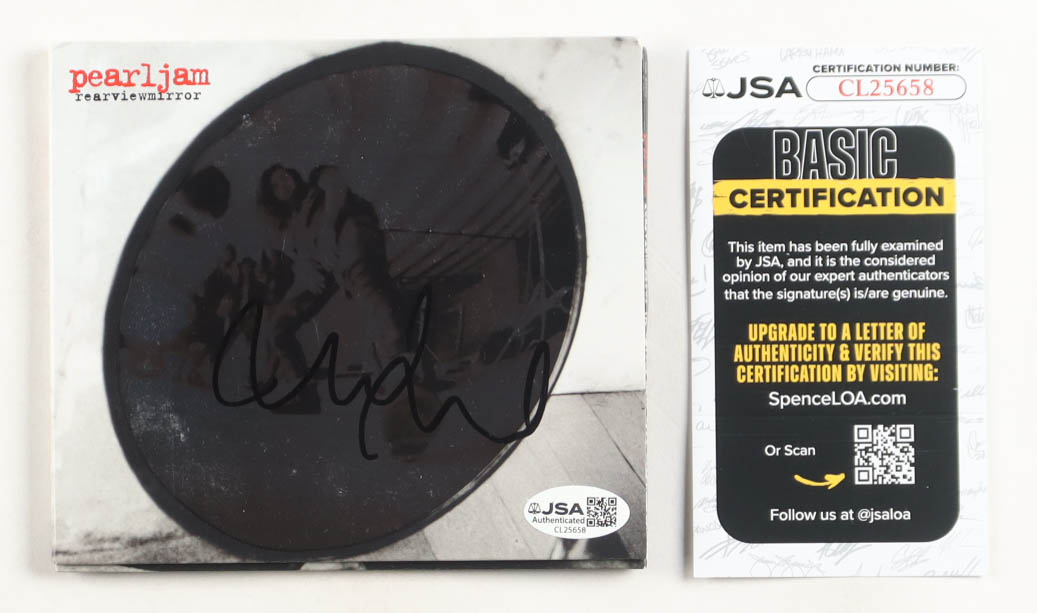 pearljam
rearviewmirror
JSA
Authenticated
CL25658
JSA
CERTIFICATION NUMBER:
CL25658
BASIC
CERTIFICATION
This item has been fully examined
by JSA, and it is the considered
opinion of our expert authenticators
that the signature(s) is/are genuine.
UPGRADE TO A LETTER OF
AUTHENTICITY & VERIFY THIS
CERTIFICATION BY VISITING:
SpenceLOA.com
Or Scan
Follow us at @jsaloa